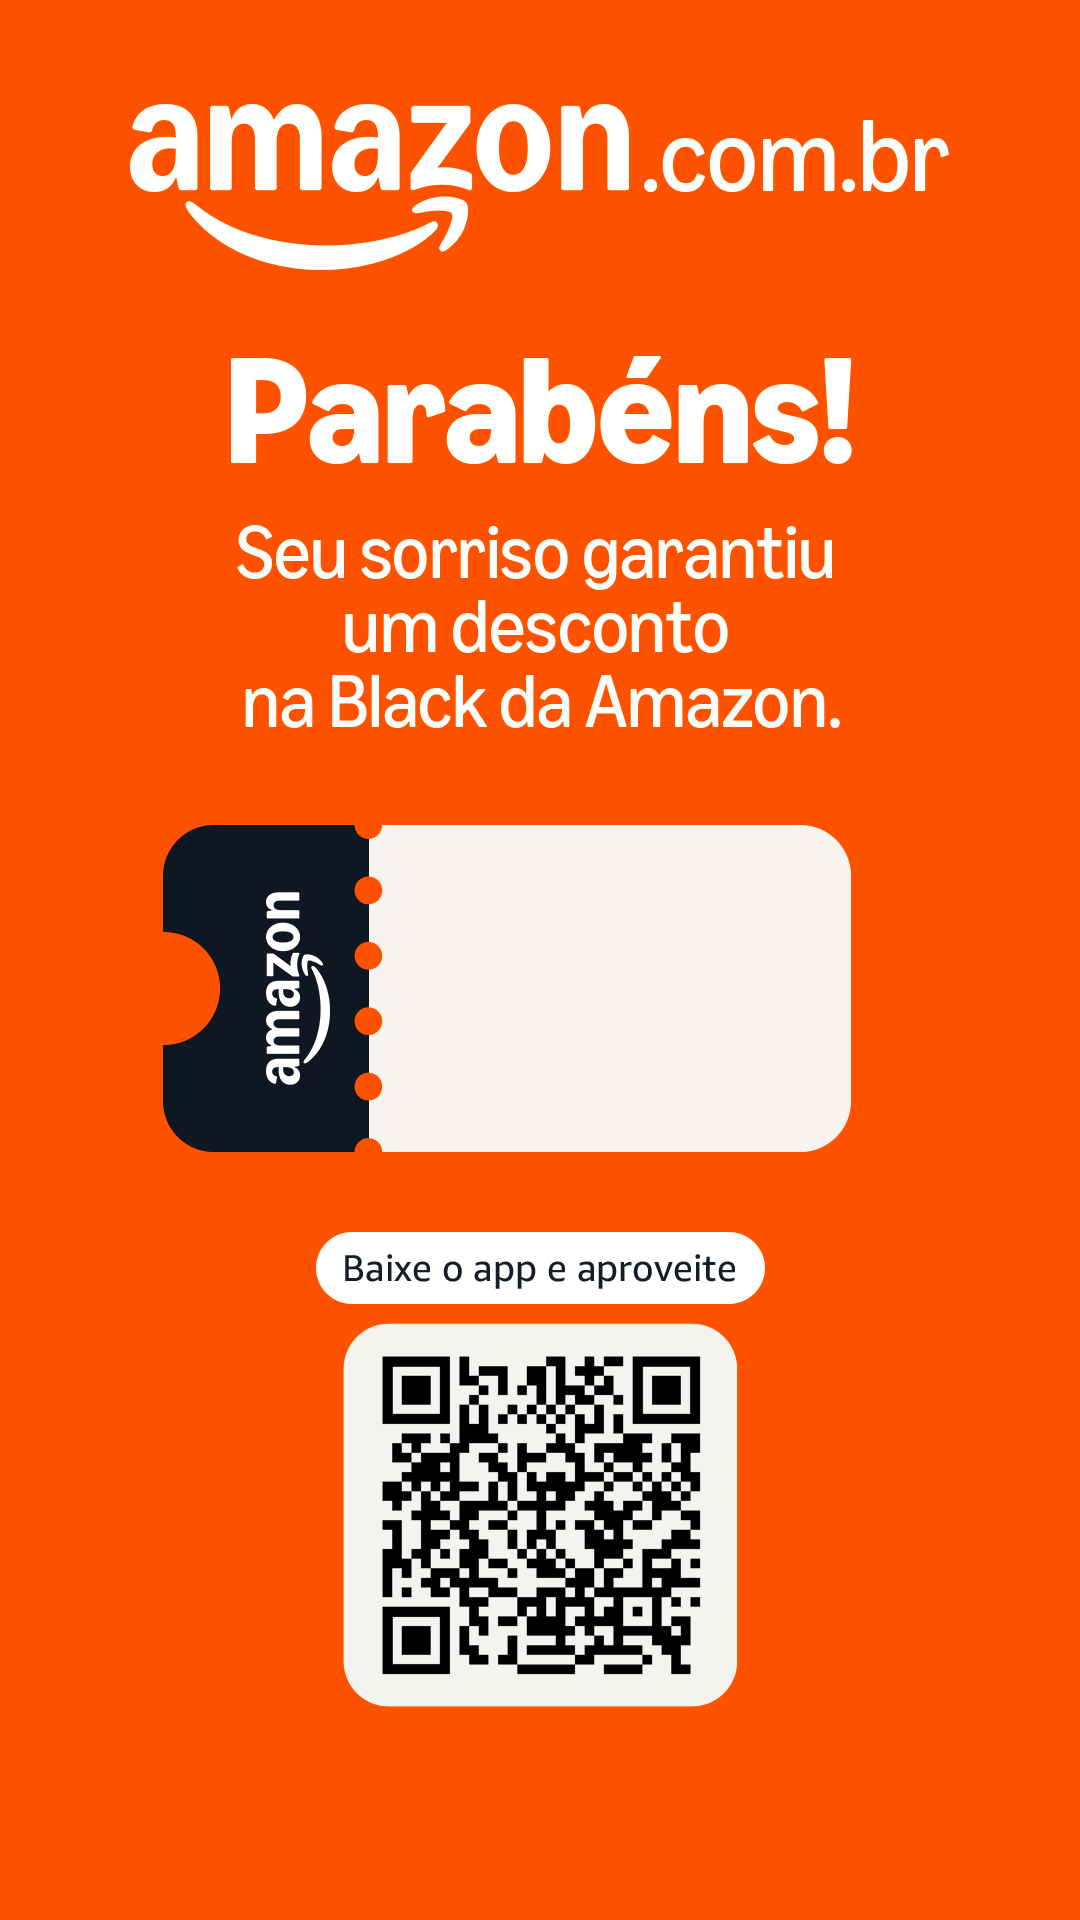 amazon.com.br
Parabéns!
Seu sorriso garantiu
um desconto
na Black da Amazon.
amazon
Baixe o app e aproveite